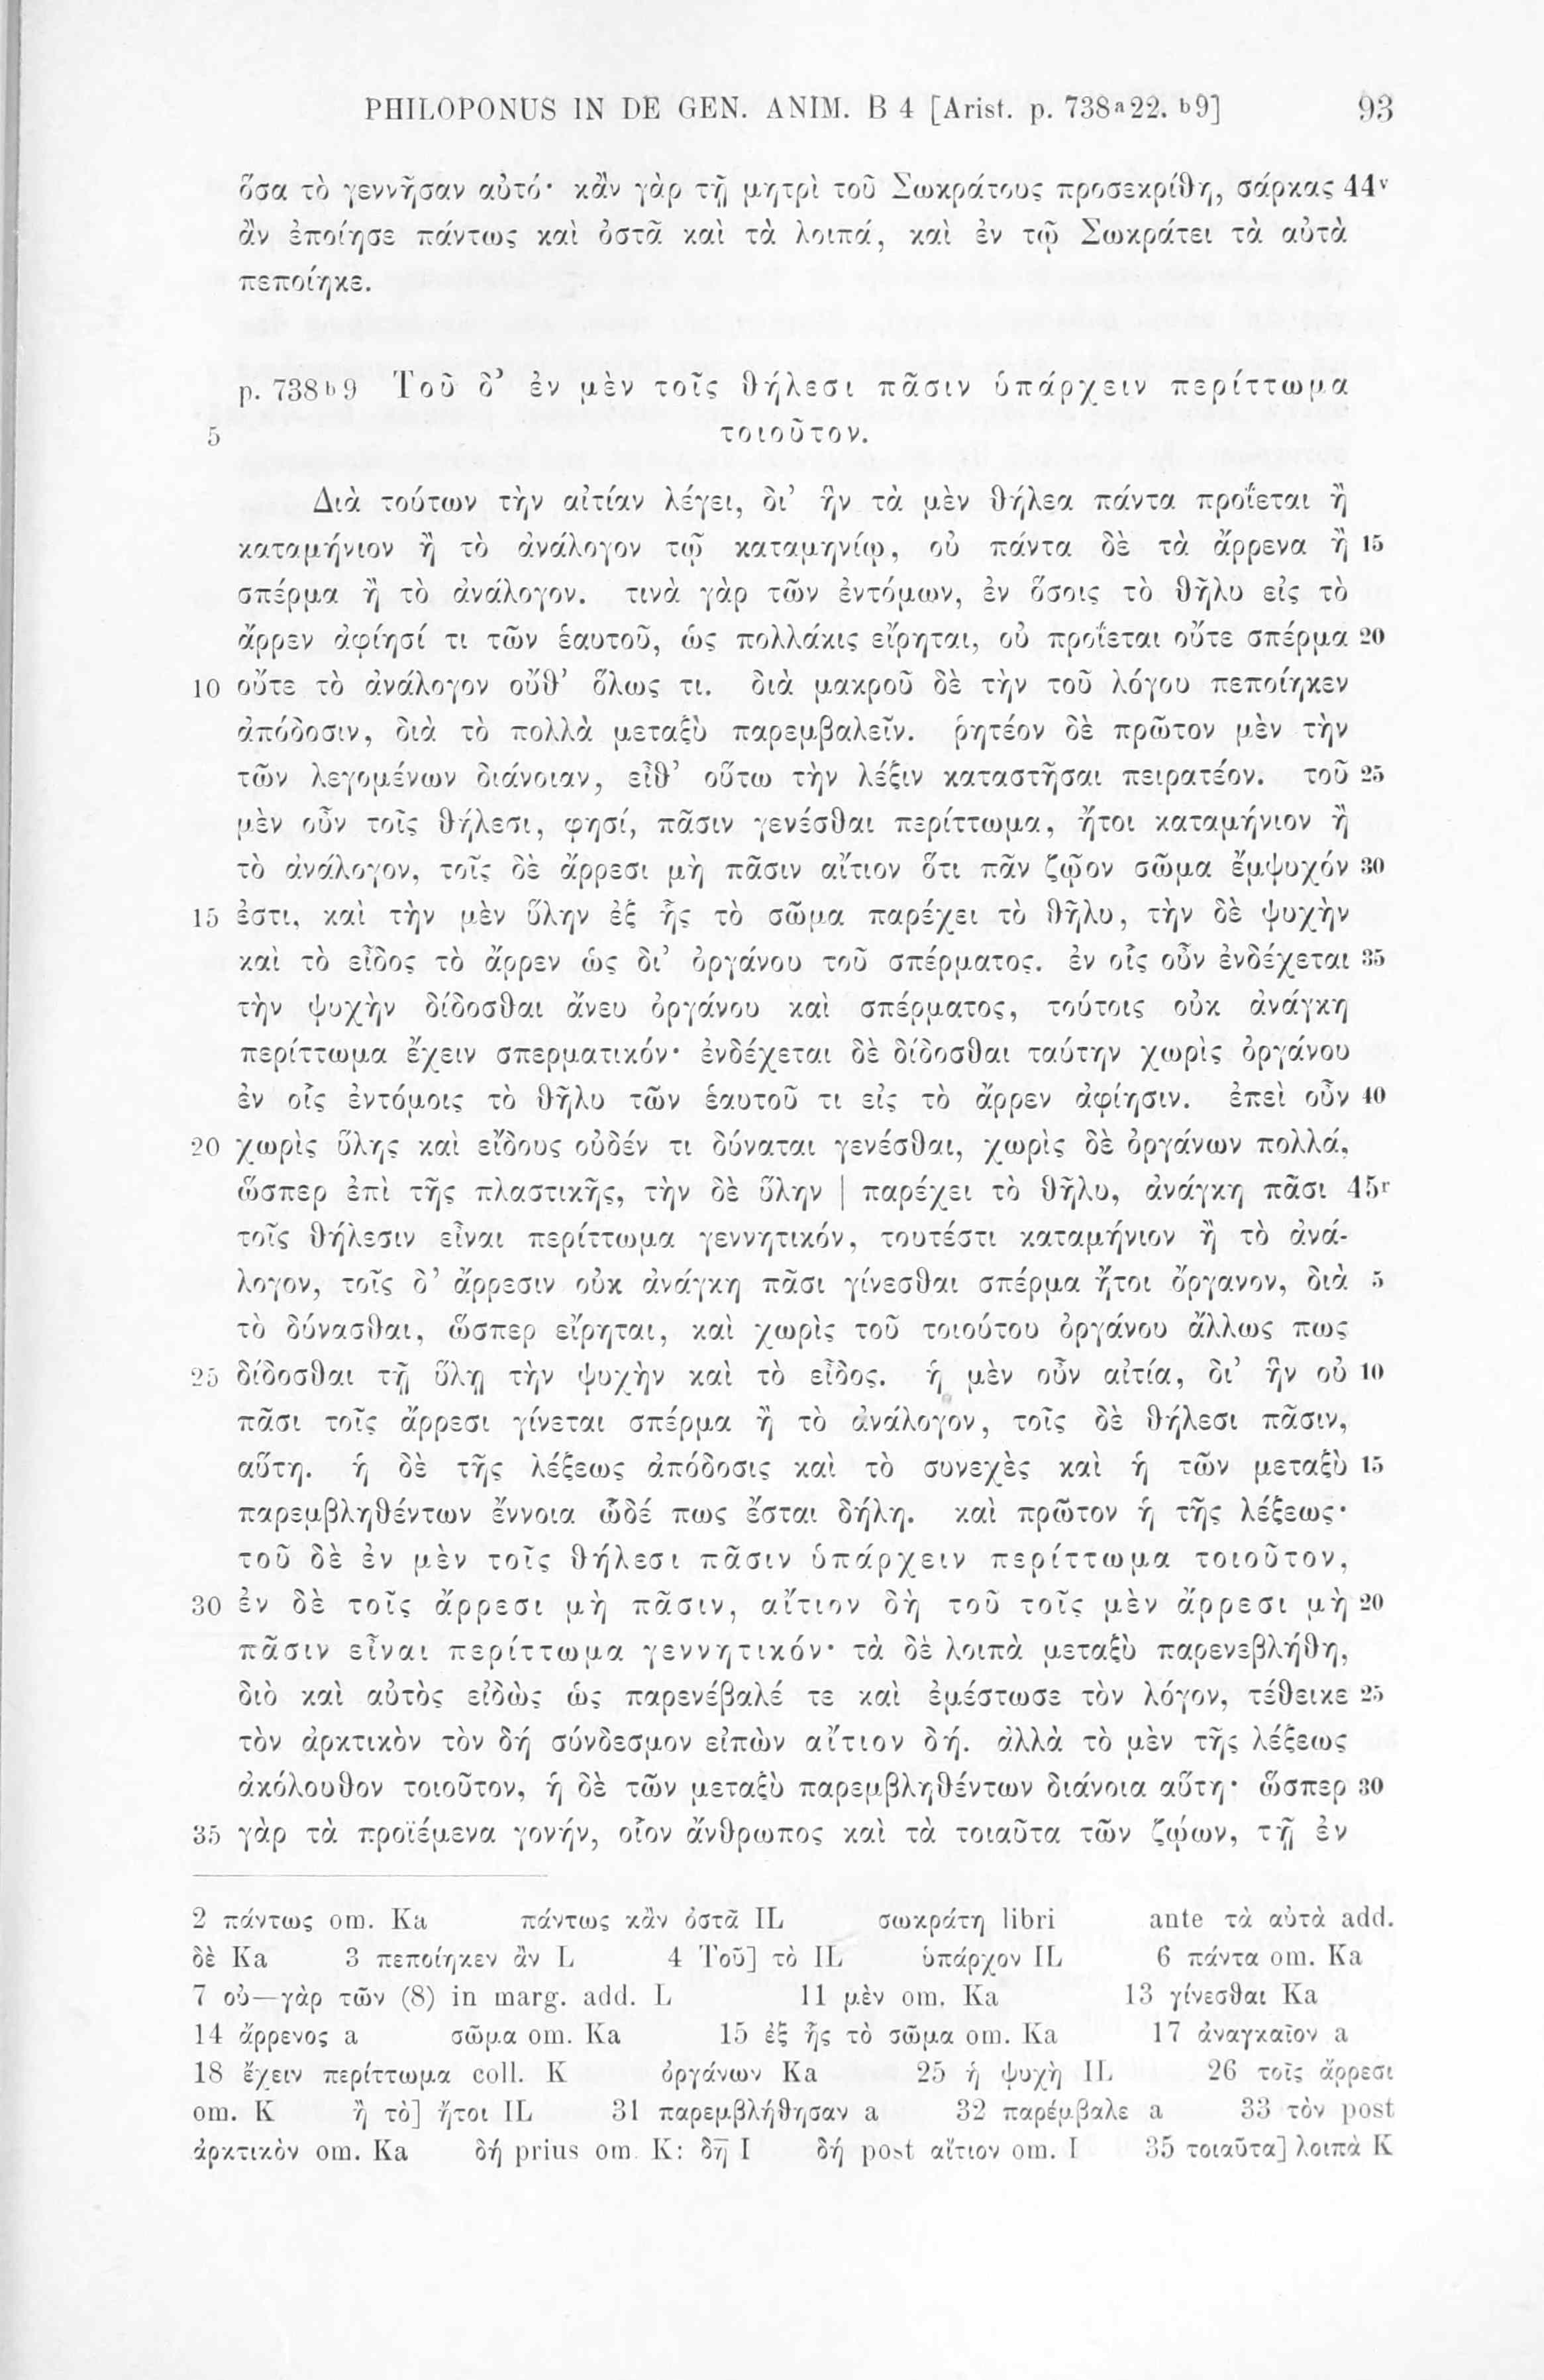 PHILOPONUS IN DE GEN. ANIM. B 4 [Arist. p. 738a22. b9] 93
ὅσα τὸ γεννῆσαν αὐτό· κἂν γὰρ τῇ μητρὶ τοῦ Σωκράτους προσεκρίθη, σάρκας 44v
ἂν ἐποίησε πάντως καὶ ὀστᾶ καὶ τὰ λοιπά, καὶ ἐν τῷ Σωκράτει τὰ αὐτὰ
πεποίηκε.
p. 738b9 Τοῦ δ’ ἐν μὲν τοῖς θήλεσι πᾶσιν ὑπάρχειν περίττωμα
5 τοιοῦτον.
Διὰ τούτων τὴν αἰτίαν λέγει, δι’ ἣν τὰ μὲν θήλεα πάντα προΐεται ἢ
καταμήνιον ἢ τὸ ἀνάλογον τῷ καταμηνίῳ, οὐ πάντα δὲ τὰ ἄρρενα ἢ 15
σπέρμα ἢ τὸ ἀνάλογον. τινὰ γὰρ τῶν ἐντόμων, ἐν ὅσοις τὸ θῆλυ εἰς τὸ
ἄρρεν ἀφίησί τι τῶν ἑαυτοῦ, ὡς πολλάκις εἴρηται, οὐ προΐεται οὔτε σπέρμα 20
10 οὔτε τὸ ἀνάλογον οὔθ’ ὅλως τι. διὰ μακροῦ δὲ τὴν τοῦ λόγου πεποίηκεν
ἀπόδοσιν, διὰ τὸ πολλὰ μεταξὺ παρεμβαλεῖν. ῥητέον δὲ πρῶτον μὲν τὴν
τῶν λεγομένων διάνοιαν, εἶθ’ οὕτω τὴν λέξιν καταστῆσαι πειρατέον. τοῦ 25
μὲν οὖν τοῖς θήλεσι, φησί, πᾶσιν γενέσθαι περίττωμα, ἤτοι καταμήνιον ἢ
τὸ ἀνάλογον, τοῖς δὲ ἄρρεσι μὴ πᾶσιν αἴτιον ὅτι πᾶν ζῷον σῶμα ἔμψυχόν 30
15 ἐστι, καὶ τὴν μὲν ὕλην ἐξ ἧς τὸ σῶμα παρέχει τὸ θῆλυ, τὴν δὲ ψυχὴν
καὶ τὸ εἶδος τὸ ἄρρεν ὡς δι’ ὀργάνου τοῦ σπέρματος. ἐν οἷς οὖν ἐνδέχεται 35
τὴν ψυχὴν δίδοσθαι ἄνευ ὀργάνου καὶ σπέρματος, τούτοις οὐκ ἀνάγκη
περίττωμα ἔχειν σπερματικόν· ἐνδέχεται δὲ δίδοσθαι ταύτην χωρὶς ὀργάνου
ἐν οἷς ἐντόμοις τὸ θῆλυ τῶν ἑαυτοῦ τι εἰς τὸ ἄρρεν ἀφίησιν. ἐπεὶ οὖν 40
20 χωρὶς ὕλης καὶ εἴδους οὐδέν τι δύναται γενέσθαι, χωρὶς δὲ ὀργάνων πολλά,
ὥσπερ ἐπὶ τῆς πλαστικῆς, τὴν δὲ ὕλην | παρέχει τὸ θῆλυ, ἀνάγκη πᾶσι 45r
τοῖς θήλεσιν εἶναι περίττωμα γεννητικόν, τουτέστι καταμήνιον ἢ τὸ ἀνά-
λογον, τοῖς δ’ ἄρρεσιν οὐκ ἀνάγκη πᾶσι γίνεσθαι σπέρμα ἤτοι ὄργανον, διὰ 5
τὸ δύνασθαι, ὥσπερ εἴρηται, καὶ χωρὶς τοῦ τοιούτου ὀργάνου ἄλλως πως
25 δίδοσθαι τῇ ὕλῃ τὴν ψυχὴν καὶ τὸ εἶδος. ἡ μὲν οὖν αἰτία, δι’ ἣν οὐ 10
πᾶσι τοῖς ἄρρεσι γίνεται σπέρμα ἢ τὸ ἀνάλογον, τοῖς δὲ θήλεσι πᾶσιν,
αὕτη. ἡ δὲ τῆς λέξεως ἀπόδοσις καὶ τὸ συνεχὲς καὶ ἡ τῶν μεταξὺ 15
παρεμβληθέντων ἔννοια ὧδέ πως ἔσται δήλη. καὶ πρῶτον ἡ τῆς λέξεως·
τοῦ δὲ ἐν μὲν τοῖς θήλεσι πᾶσιν ὑπάρχειν περίττωμα τοιοῦτον,
30 ἐν δὲ τοῖς ἄρρεσι μὴ πᾶσιν, αἴτιον δὴ τοῦ τοῖς μὲν ἄρρεσι μὴ 20
πᾶσιν εἶναι περίττωμα γεννητικόν· τὰ δὲ λοιπὰ μεταξὺ παρενεβλήθη,
διὸ καὶ αὐτὸς εἰδὼς ὡς παρενέβαλέ τε καὶ ἐμέστωσε τὸν λόγον, τέθεικε 25
τὸν ἀρκτικὸν τὸν δή σύνδεσμον εἰπὼν αἴτιον δή. ἀλλὰ τὸ μὲν τῆς λέξεως
ἀκόλουθον τοιοῦτον, ἡ δὲ τῶν μεταξὺ παρεμβληθέντων διάνοια αὕτη· ὥσπερ 30
35 γὰρ τὰ προϊέμενα γονήν, οἷον ἄνθρωπος καὶ τὰ τοιαῦτα τῶν ζῴων, τῇ ἐν
2 πάντως om. Ka πάντως κἂν ὀστᾶ IL σωκράτη libri ante τὰ αὐτὰ add.
δὲ Ka 3 πεποίηκεν ἂν L 4 Τοῦ] τὸ IL ὑπάρχον IL 6 πάντα om. Ka
7 οὐ—γὰρ τῶν (8) in marg. add. L 11 μὲν om. Ka 13 γίνεσθαι Ka
14 ἄρρενος a σῶμα om. Ka 15 ἐξ ἧς τὸ σῶμα om. Ka 17 ἀναγκαῖον a
18 ἔχειν περίττωμα coll. K ὀργάνων Ka 25 ἡ ψυχὴ IL 26 τοῖς ἄρρεσι
om. K ἢ τὸ] ἤτοι IL 31 παρεμβλήθησαν a 32 παρέμβαλε a 33 τὸν post
ἀρκτικὸν om. Ka δή prius om. K: δῆ I δή post αἴτιον om. I 35 τοιαῦτα] λοιπὰ K